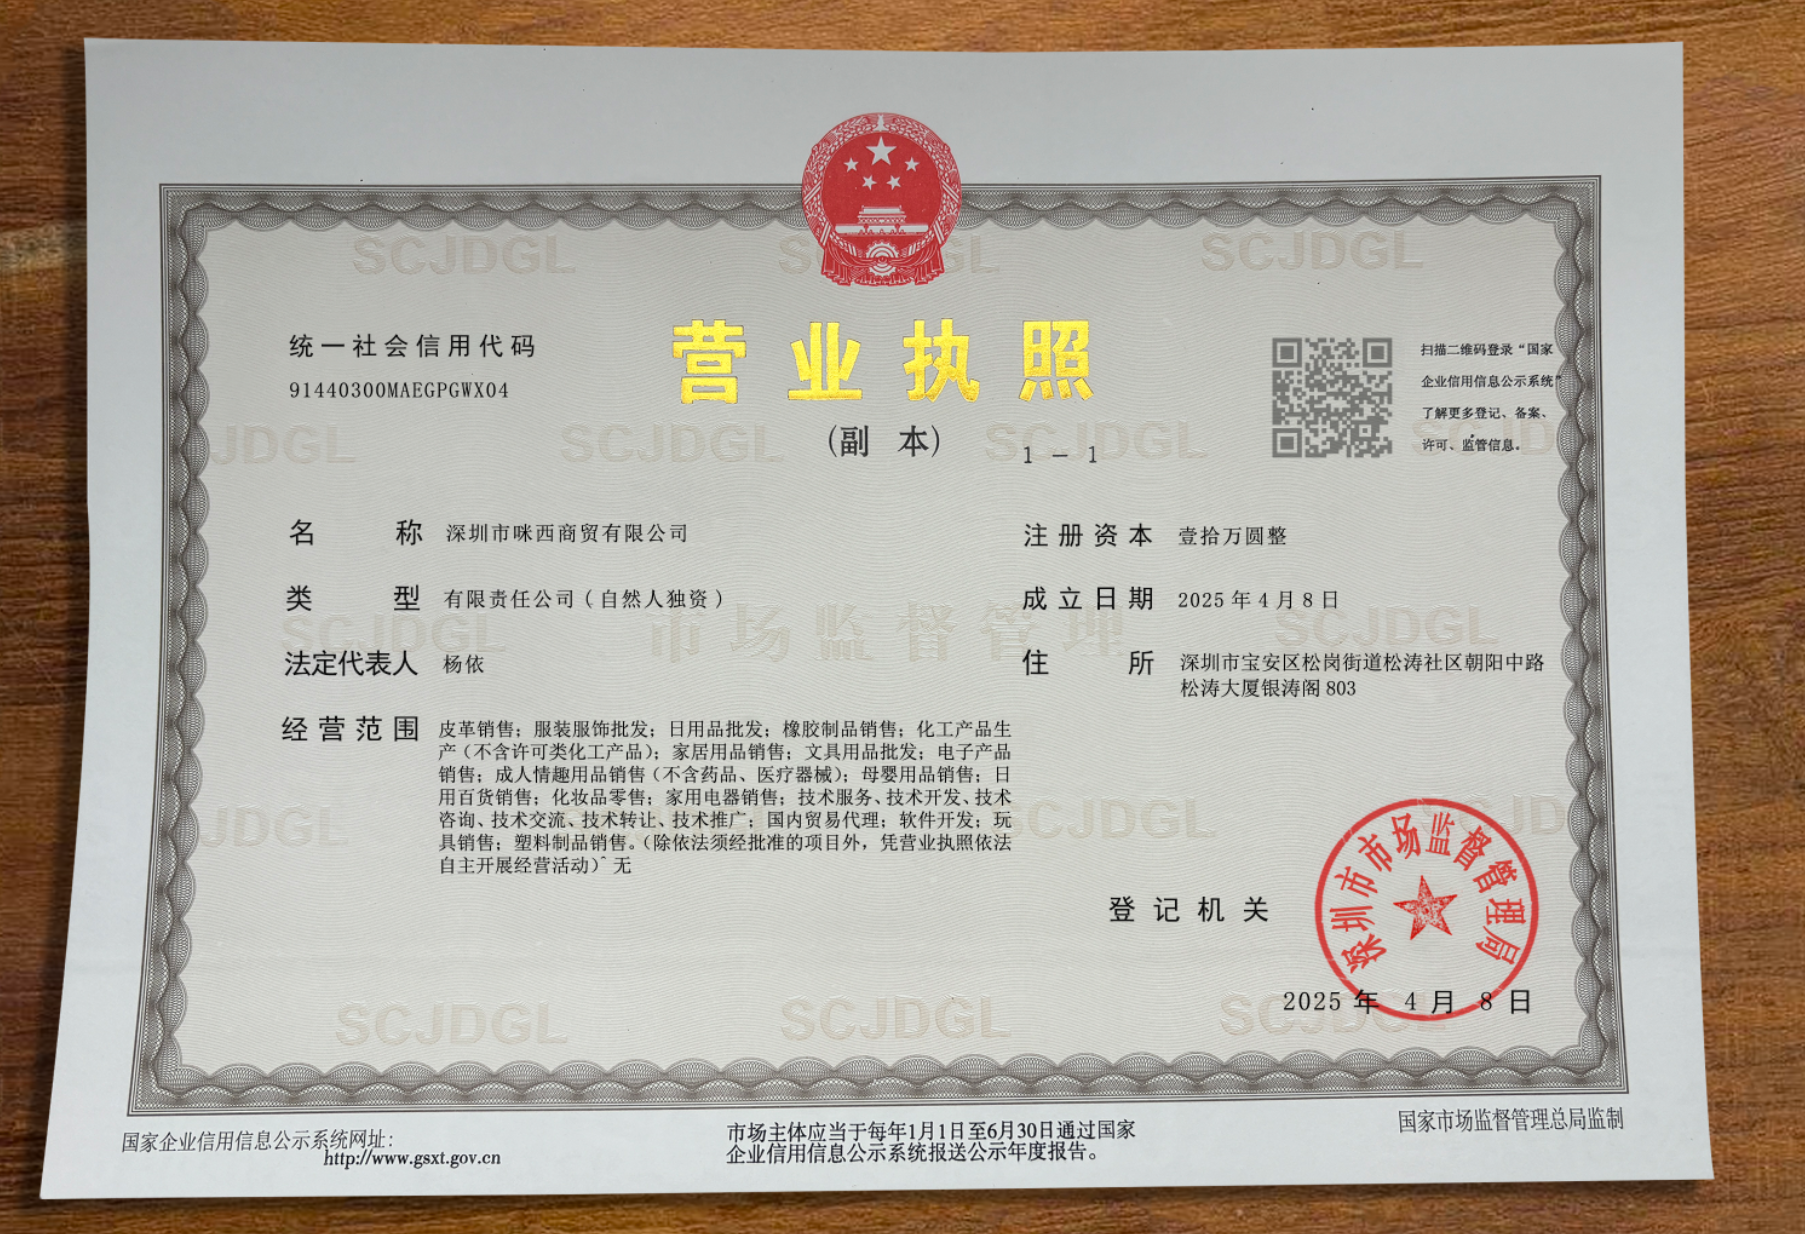 营业执照
(副 本)
1 - 1
统一社会信用代码
91440300MAEGPGWX04
扫描二维码登录“国家
企业信用信息公示系统”
了解更多登记、备案、
许可、监管信息。
名 称 深圳市咪西商贸有限公司
类 型 有限责任公司(自然人独资)
法定代表人 杨依
经营范围 皮革销售;服装服饰批发;日用品批发;橡胶制品销售;化工产品生
产(不含许可类化工产品);家居用品销售;文具用品批发;电子产品
销售;成人情趣用品销售(不含药品、医疗器械);母婴用品销售;日
用百货销售;化妆品零售;家用电器销售;技术服务、技术开发、技术
咨询、技术交流、技术转让、技术推广;国内贸易代理;软件开发;玩
具销售;塑料制品销售。(除依法须经批准的项目外,凭营业执照依法
自主开展经营活动)^ 无
注册资本 壹拾万圆整
成立日期 2025年4月8日
住 所 深圳市宝安区松岗街道松涛社区朝阳中路
松涛大厦银涛阁803
登记机关
深圳市市场监督管理局
2025 年 4 月 8 日
国家企业信用信息公示系统网址:
http://www.gsxt.gov.cn
市场主体应当于每年1月1日至6月30日通过国家
企业信用信息公示系统报送公示年度报告。
国家市场监督管理总局监制
SCJDGL
市场监督管理